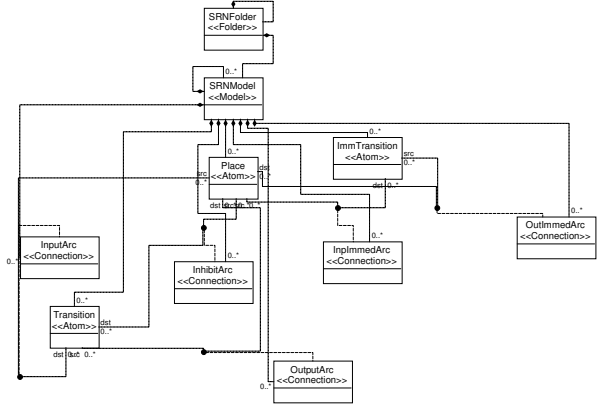 SRNFolder
<<Folder>>
0..*
SRNModel
<<Model>>
0..*
0..*
ImmTransition
<<Atom>>
src
0..*
dst
0..*
Place
<<Atom>>
src
0..*
dst
0..*
dst
0..*
InputArc
<<Connection>>
0..*
0..*
InhibitArc
<<Connection>>
0..*
InpImmedArc
<<Connection>>
0..*
OutImmedArc
<<Connection>>
0..*
Transition
<<Atom>>
dst
0..*
dst
src
0..*
OutputArc
<<Connection>>
0..*